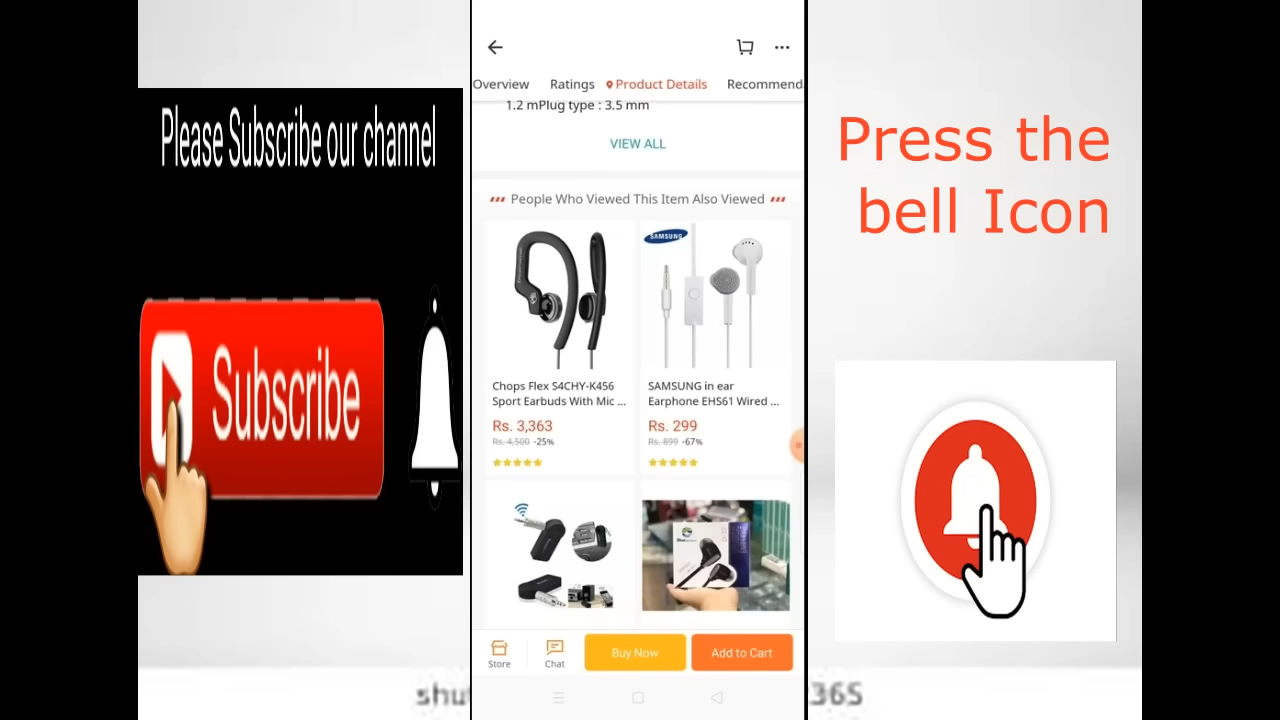 Please Subscribe our channel
Subscribe
Overview Ratings Product Details Recommend
1.2 mPlug type : 3.5 mm
VIEW ALL
People Who Viewed This Item Also Viewed
SAMSUNG
Chops Flex S4CHY-K456
Sport Earbuds With Mic ...
Rs. 3,363
Rs. 4,500 -25%
SAMSUNG in ear
Earphone EHS61 Wired ...
Rs. 299
Rs. 899 -67%
Store
Chat
Buy Now
Add to Cart
Press the
bell Icon
shu
365